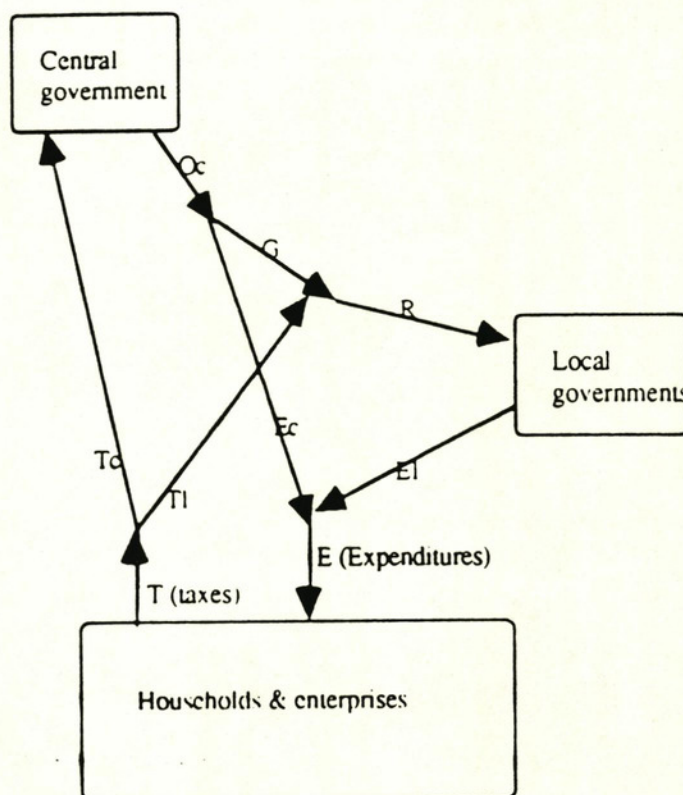 Central
government
Oc
G
R
Local
governments
Ec
El
Tc
Tl
E (Expenditures)
T (taxes)
Households & enterprises